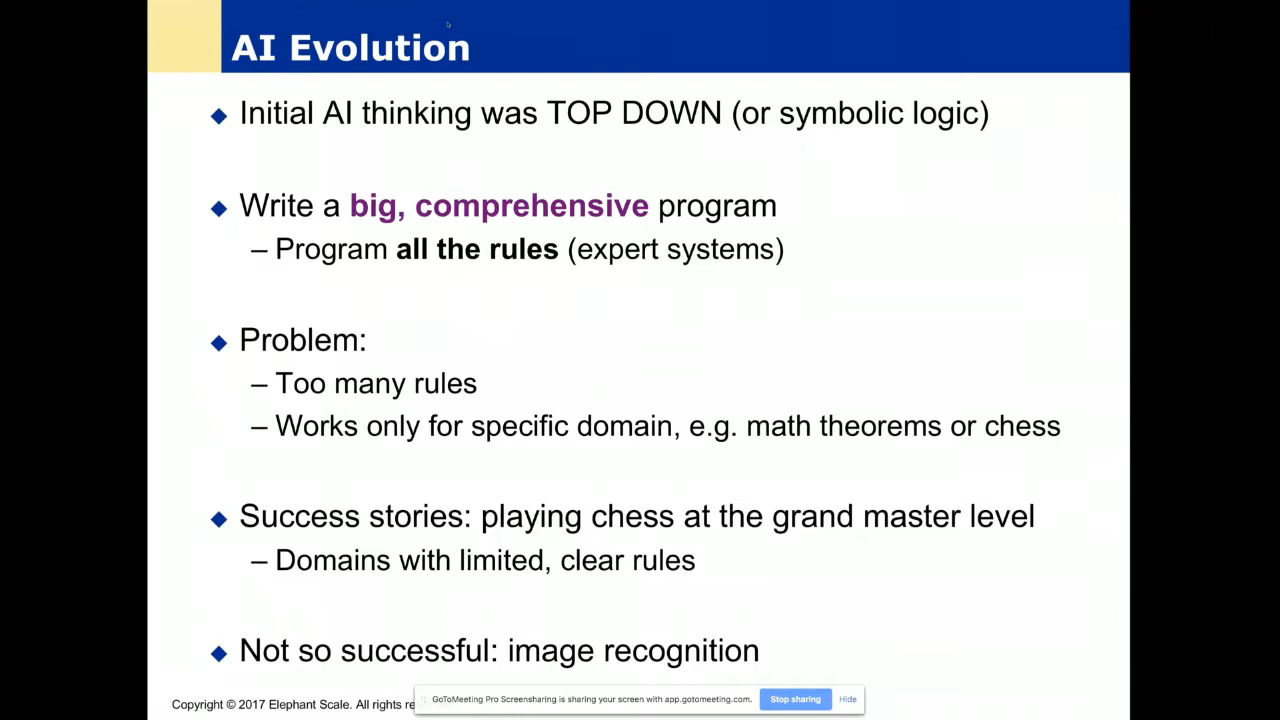 AI Evolution
◆ Initial AI thinking was TOP DOWN (or symbolic logic)
◆ Write a big, comprehensive program
– Program all the rules (expert systems)
◆ Problem:
– Too many rules
– Works only for specific domain, e.g. math theorems or chess
◆ Success stories: playing chess at the grand master level
– Domains with limited, clear rules
◆ Not so successful: image recognition
Copyright © 2017 Elephant Scale. All rights re
GoToMeeting Pro Screensharing is sharing your screen with app.gotomeeting.com. Stop sharing Hide